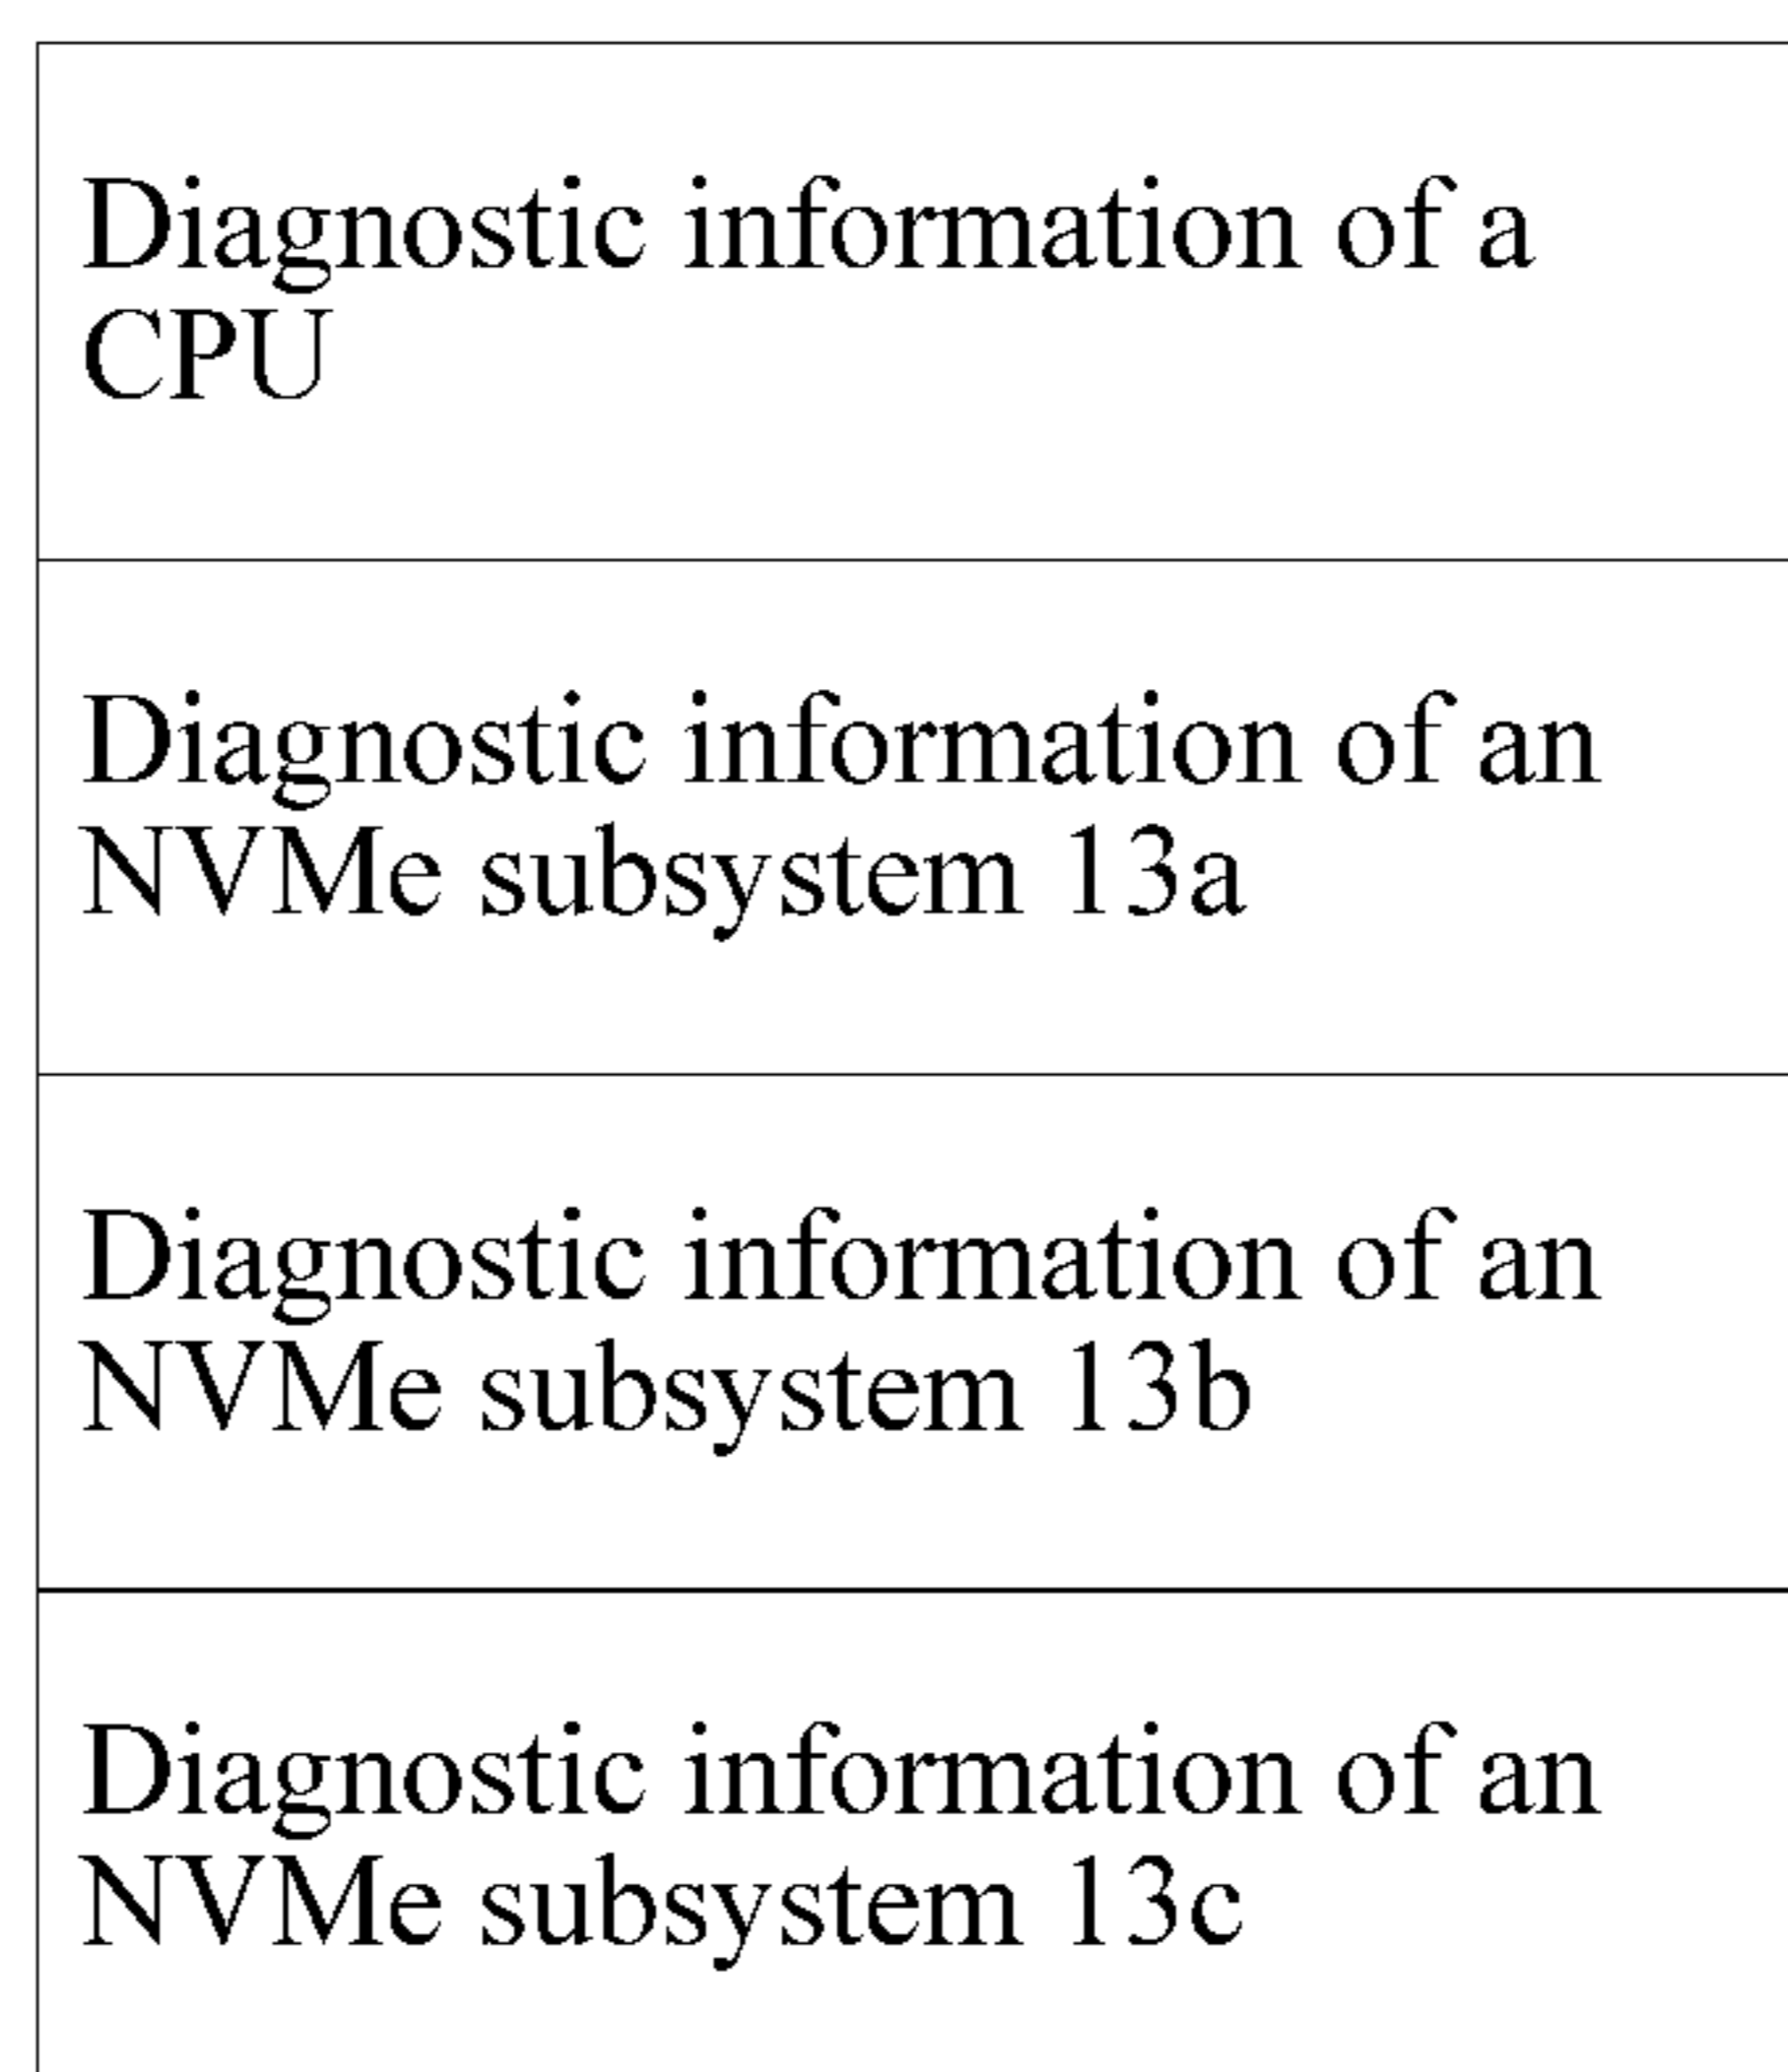 Diagnostic information of a
CPU
Diagnostic information of an
NVMe subsystem 13a
Diagnostic information of an
NVMe subsystem 13b
Diagnostic information of an
NVMe subsystem 13c